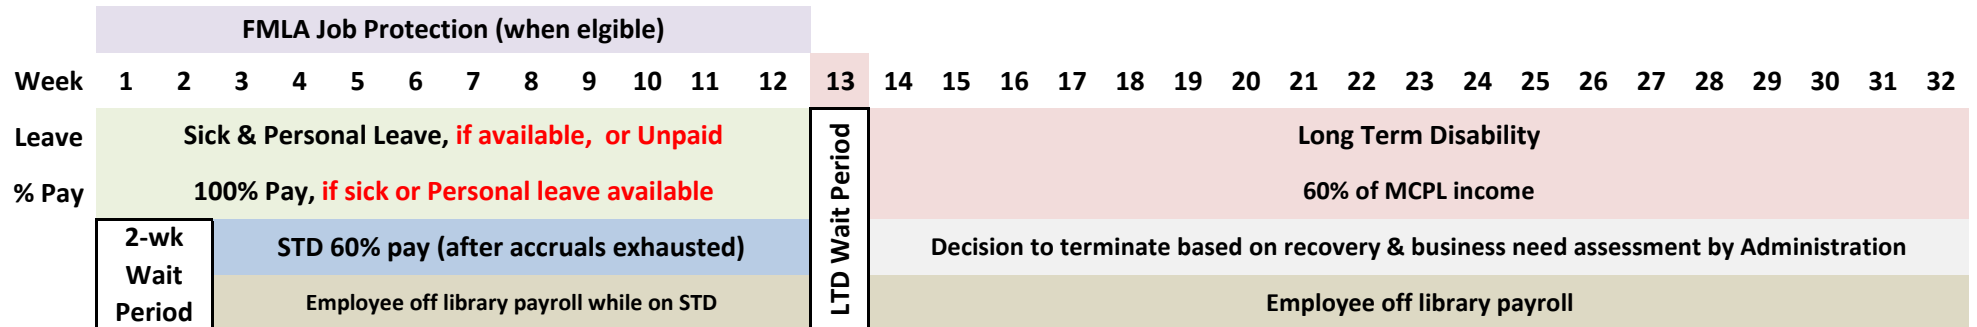 FMLA Job Protection (when elgible)
Week 1 2 3 4 5 6 7 8 9 10 11 12 13 14 15 16 17 18 19 20 21 22 23 24 25 26 27 28 29 30 31 32
Leave Sick & Personal Leave, if available, or Unpaid
% Pay 100% Pay, if sick or Personal leave available
2-wk
Wait
Period
STD 60% pay (after accruals exhausted)
Employee off library payroll while on STD
LTD Wait Period
Long Term Disability
60% of MCPL income
Decision to terminate based on recovery & business need assessment by Administration
Employee off library payroll